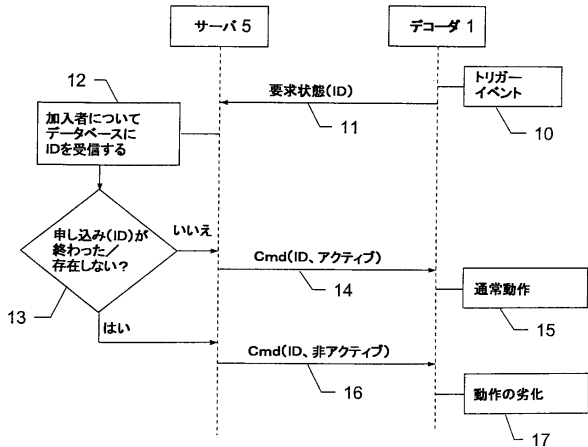 サーバ 5
デコーダ 1
12
トリガー
イベント
10
要求状態(ID)
11
加入者について
データベースに
IDを受信する
申し込み(ID)が
終わった/
存在しない?
いいえ
13
はい
Cmd(ID、アクティブ)
14
通常動作
15
Cmd(ID、非アクティブ)
16
動作の劣化
17